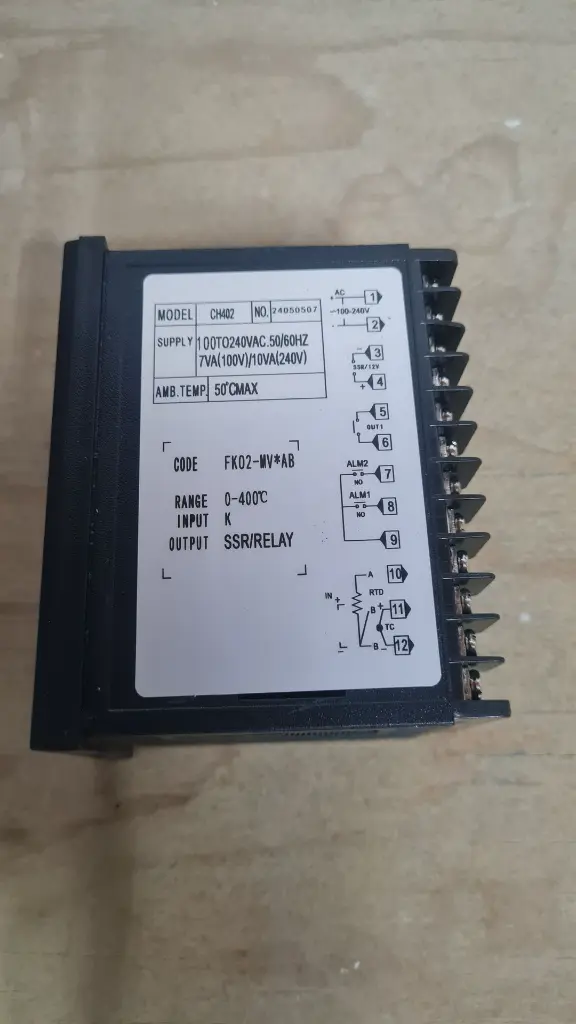 MODEL CH402 NO. 24050507
SUPPLY 100TO240VAC.50/60HZ
7VA(100V)/10VA(240V)
AMB.TEMP. 50°CMAX
CODE FK02-MV*AB
RANGE 0-400℃
INPUT K
OUTPUT SSR/RELAY
AC 1
~100-240V
2
- 3
SSR/12V
+ 4
5
OUT1
6
ALM2 7
NO
ALM1 8
NO
9
A 10
IN + RTD
B + 11
TC
- B - 12